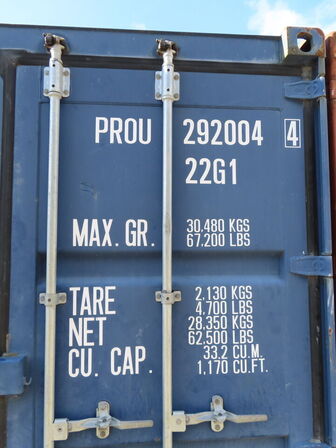 PROU 292004 4
22G1
MAX. GR. 30.480 KGS
67.200 LBS
TARE 2.130 KGS
4.700 LBS
NET 28.350 KGS
62.500 LBS
CU. CAP. 33.2 CU.M.
1.170 CU.FT.